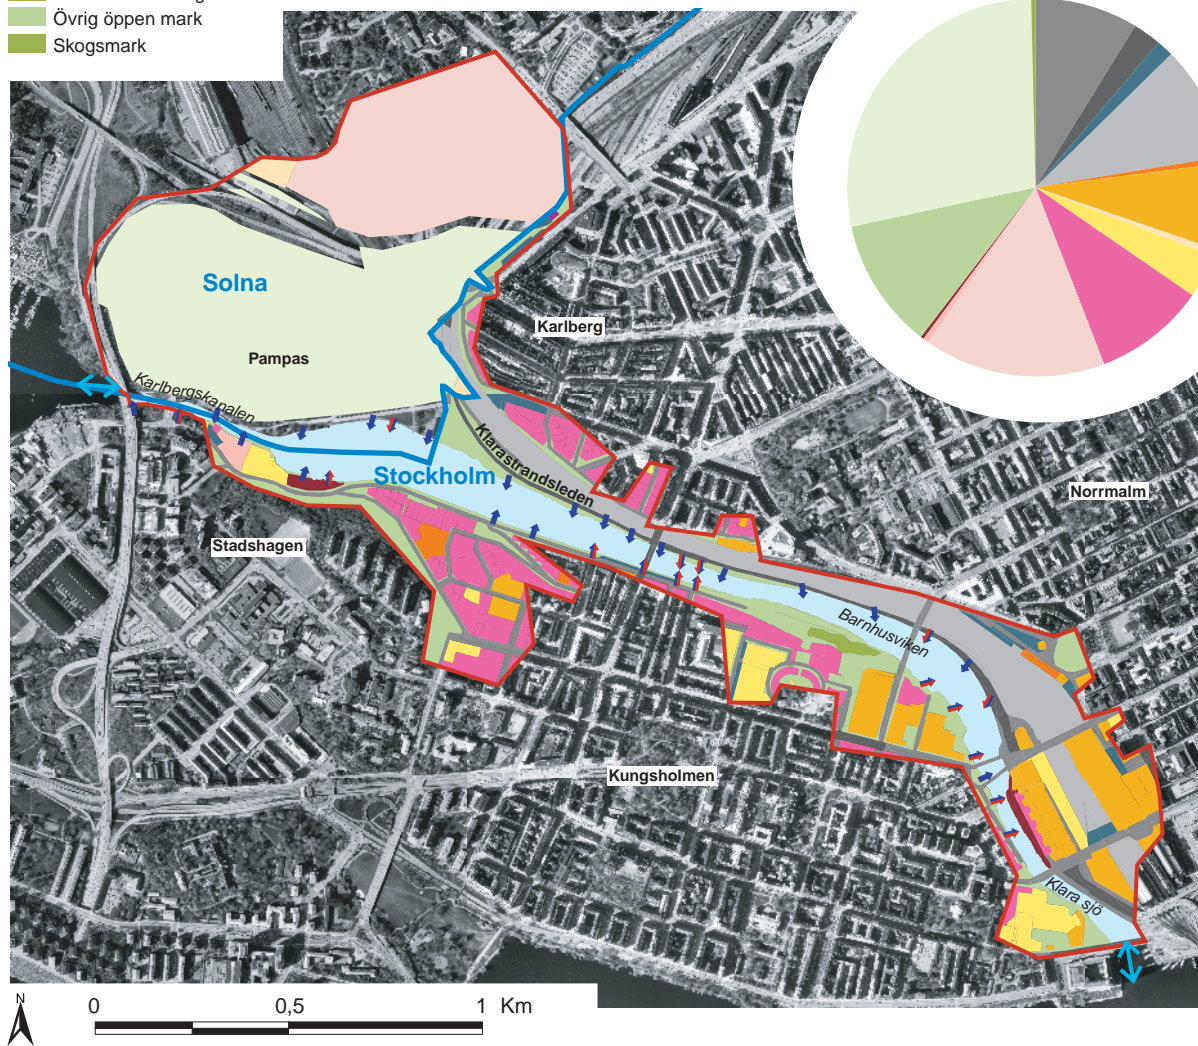 Övrig öppen mark
Skogsmark
Solna
Karlberg
Pampas
Karlbergskanalen
Klarastrandsleden
Stockholm
Norrmalm
Stadshagen
Barnhusviken
Kungsholmen
Klara sjö
N
0 0,5 1 Km